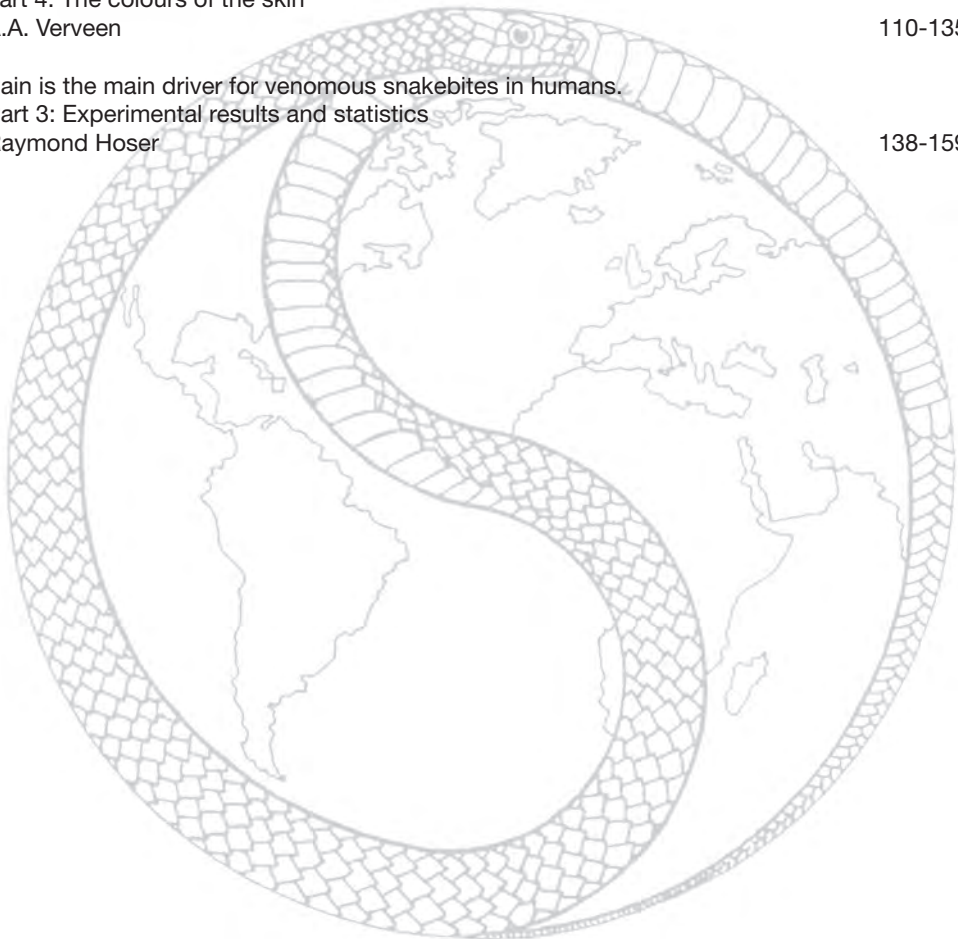 art 4: The colours of the skin
.A. Verveen 110-135
ain is the main driver for venomous snakebites in humans.
art 3: Experimental results and statistics
aymond Hoser 138-159